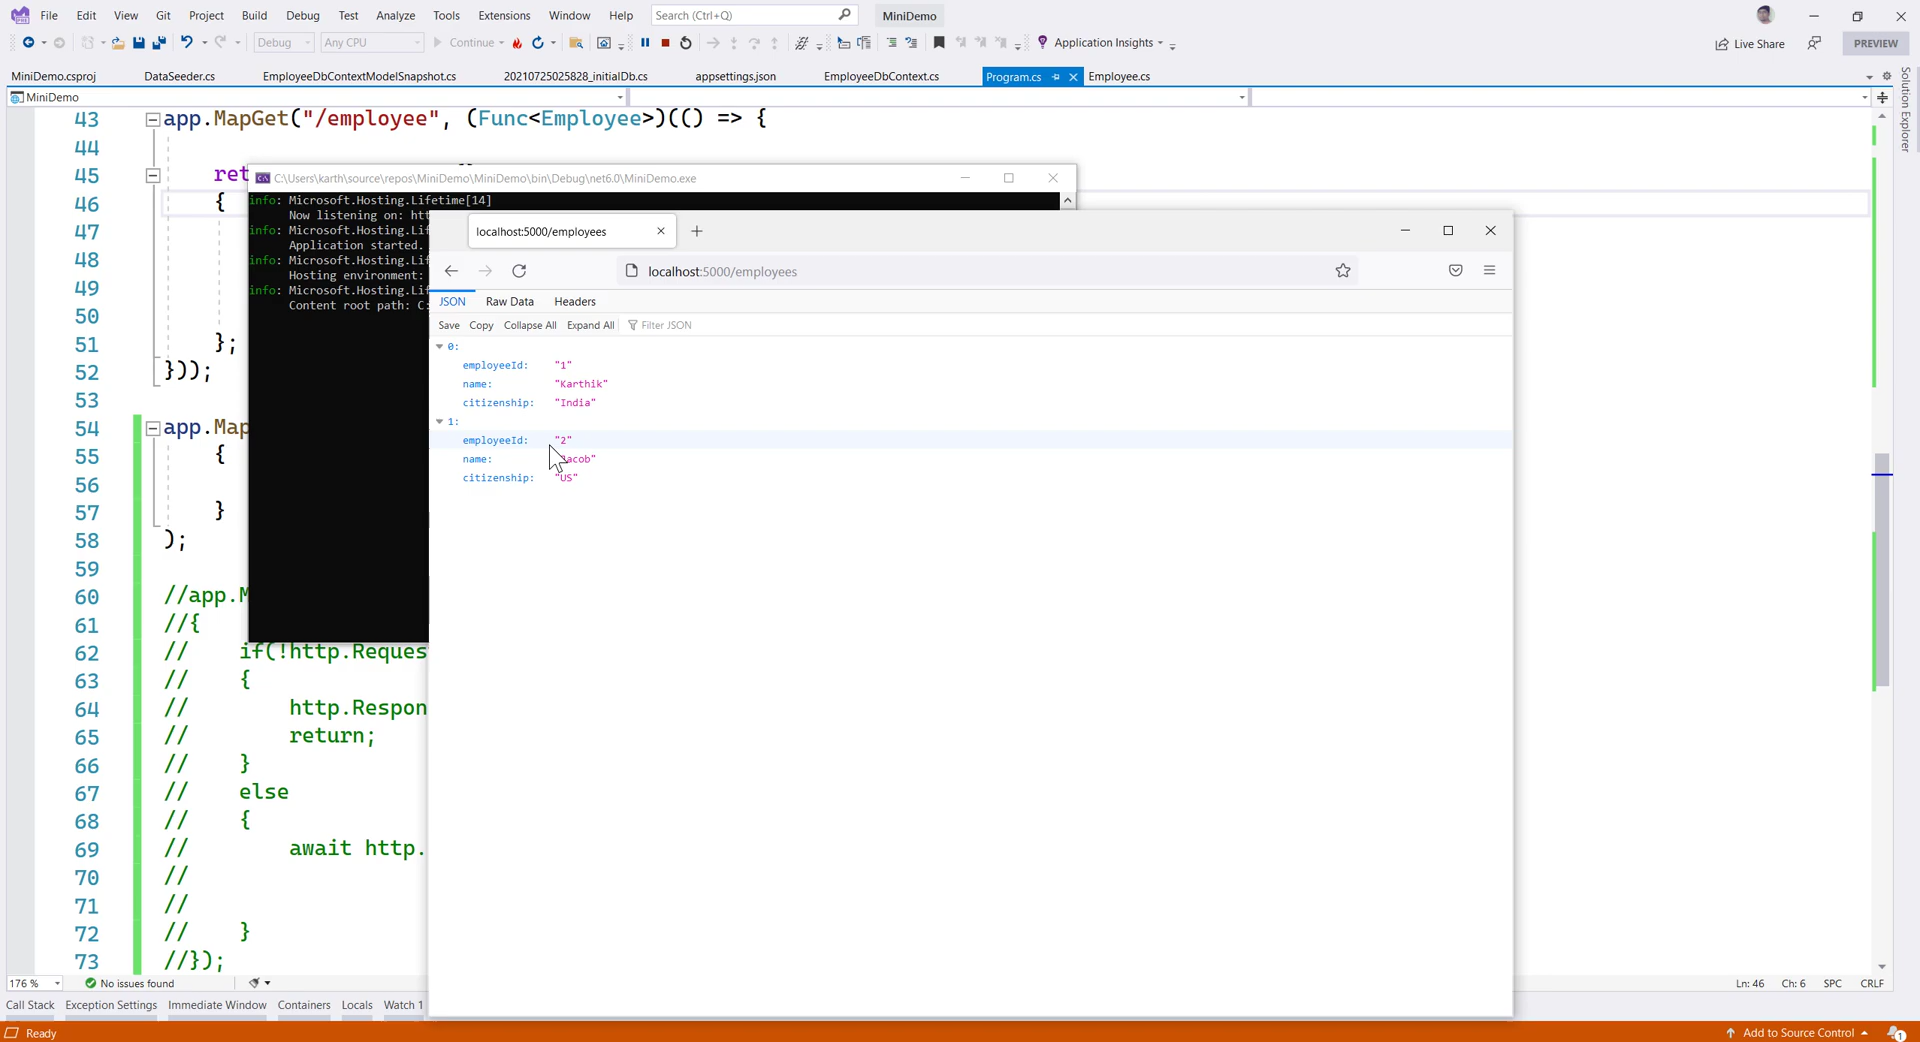 File Edit View Git Project Build Debug Test Analyze Tools Extensions Window Help Search (Ctrl+Q) MiniDemo
Debug Any CPU Continue Application Insights Live Share PREVIEW
MiniDemo.csproj DataSeeder.cs EmployeeDbContextModelSnapshot.cs 20210725025828_initialDb.cs appsettings.json EmployeeDbContext.cs Program.cs Employee.cs
MiniDemo
Solution Explorer
43 app.MapGet("/employee", (Func<Employee>)(() => {
44
45 ret
46 {
47
48
49
50
51 };
52 }));
53
54 app.Map
55 {
56
57 }
58 );
59
60 //app.M
61 //{
62 // if(!http.Reques
63 // {
64 // http.Respon
65 // return;
66 // }
67 // else
68 // {
69 // await http.
70 //
71 //
72 // }
73 //});
C:\Users\karth\source\repos\MiniDemo\MiniDemo\bin\Debug\net6.0\MiniDemo.exe
info: Microsoft.Hosting.Lifetime[14]
Now listening on: htt
info: Microsoft.Hosting.Lif
Application started.
info: Microsoft.Hosting.Lif
Hosting environment:
info: Microsoft.Hosting.Lif
Content root path: C:
localhost:5000/employees
localhost:5000/employees
JSON Raw Data Headers
Save Copy Collapse All Expand All Filter JSON
0:
employeeId: "1"
name: "Karthik"
citizenship: "India"
1:
employeeId: "2"
name: acob"
citizenship: "US"
176 % No issues found Ln: 46 Ch: 6 SPC CRLF
Call Stack Exception Settings Immediate Window Containers Locals Watch 1
Ready Add to Source Control 1